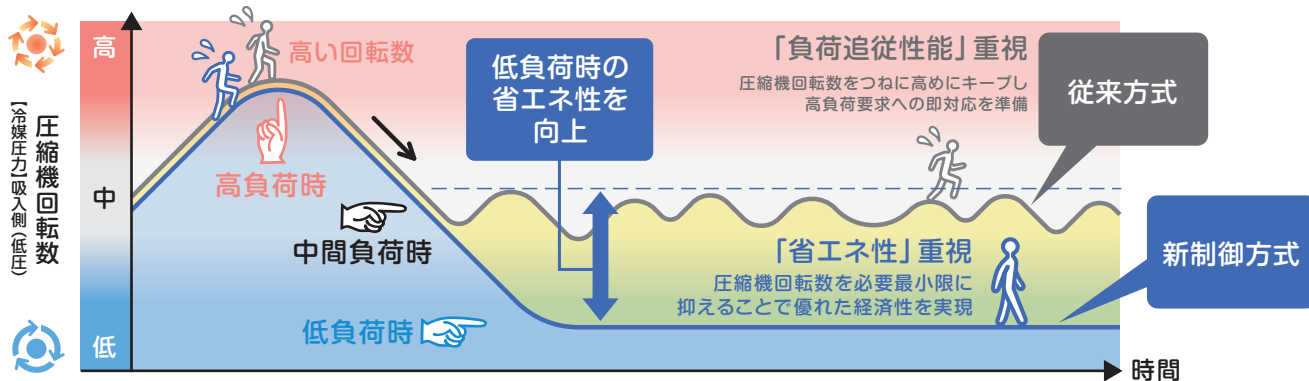 圧縮機回転数
【冷媒圧力】吸入側（低圧）
高
中
低
高い回転数
高負荷時
中間負荷時
低負荷時
低負荷時の
省エネ性を
向上
「負荷追従性能」重視
圧縮機回転数をつねに高めにキープし
高負荷要求への即対応を準備
従来方式
「省エネ性」重視
圧縮機回転数を必要最小限に
抑えることで優れた経済性を実現
新制御方式
時間